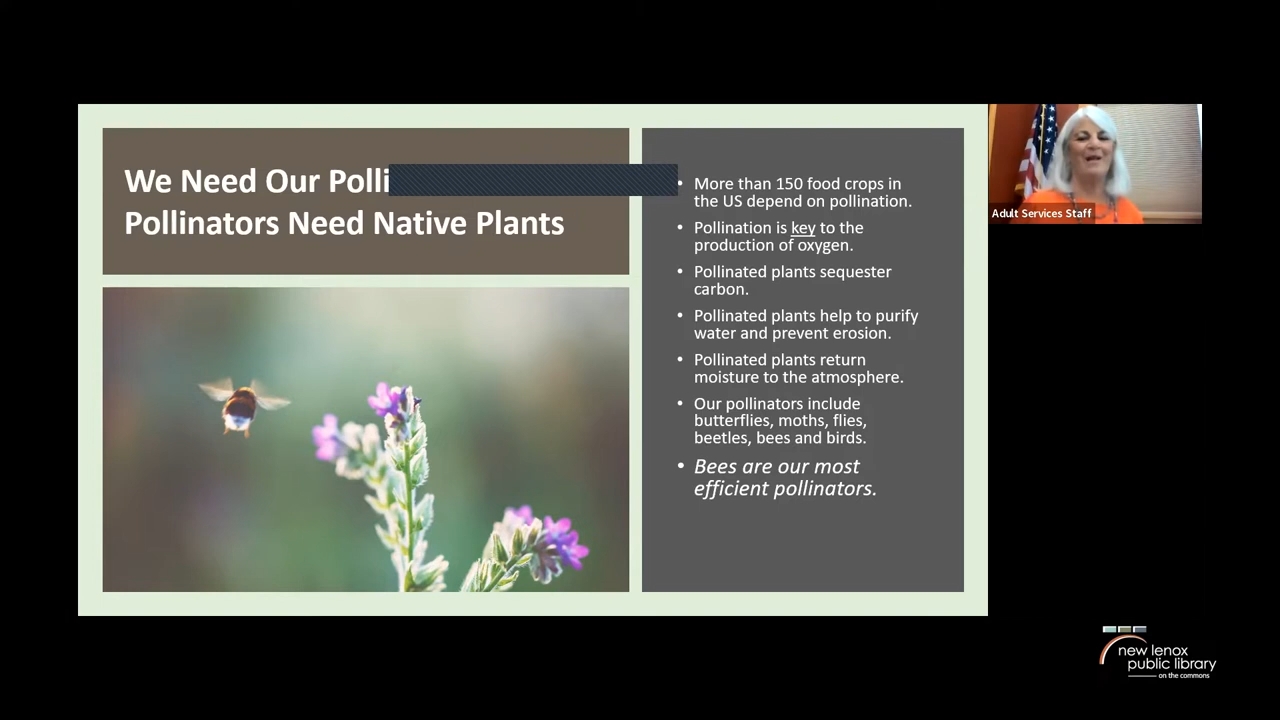 We Need Our Polli
Pollinators Need Native Plants
• More than 150 food crops in
the US depend on pollination.
• Pollination is key to the
production of oxygen.
• Pollinated plants sequester
carbon.
• Pollinated plants help to purify
water and prevent erosion.
• Pollinated plants return
moisture to the atmosphere.
• Our pollinators include
butterflies, moths, flies,
beetles, bees and birds.
• Bees are our most
efficient pollinators.
Adult Services Staff
new lenox
public library
on the commons